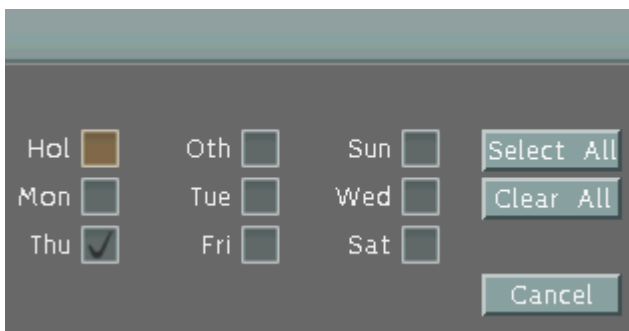 Hol Oth Sun Select All
Mon Tue Wed Clear All
Thu Fri Sat
Cancel